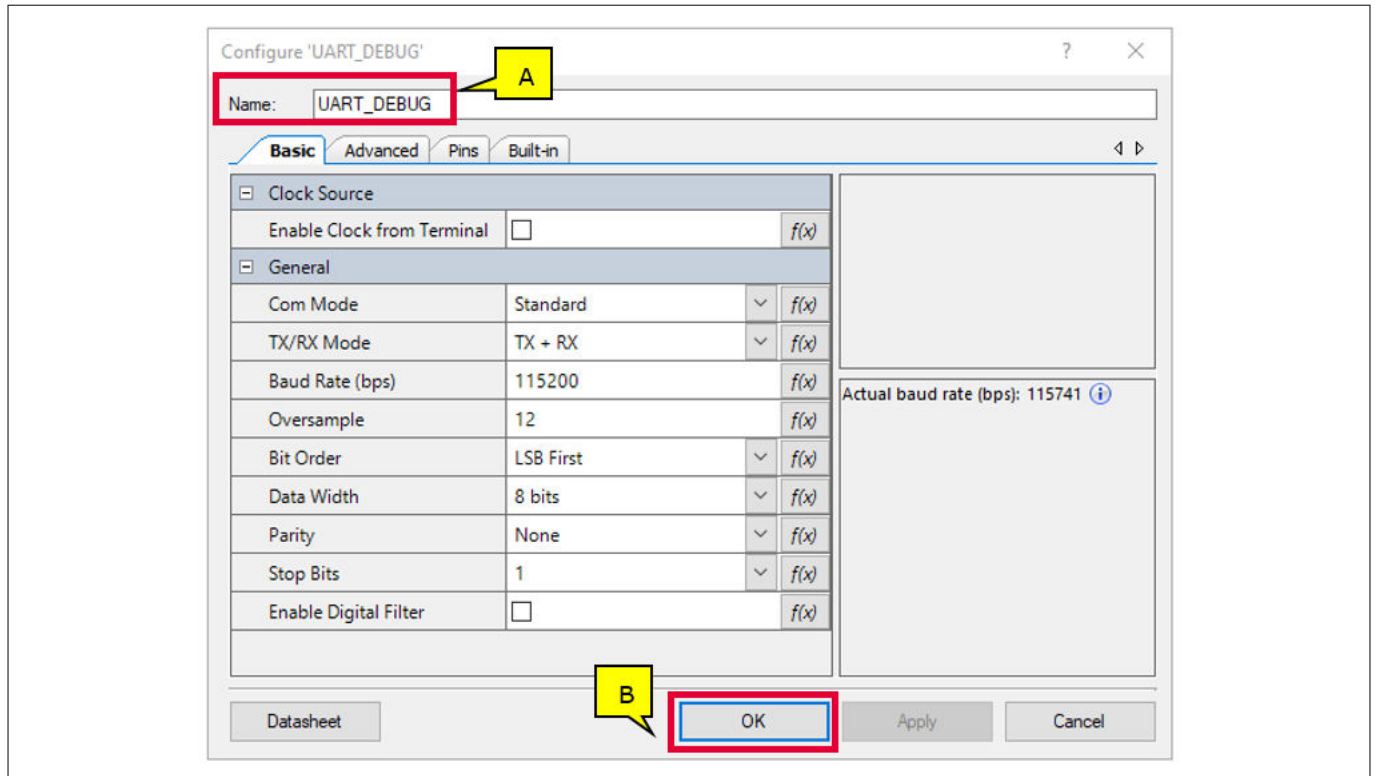 Configure 'UART_DEBUG'
?
A
Name: UART_DEBUG
Basic Advanced Pins Built-in
Clock Source
Enable Clock from Terminal f(x)
General
Com Mode Standard f(x)
TX/RX Mode TX + RX f(x)
Baud Rate (bps) 115200 f(x)
Actual baud rate (bps): 115741 i
Oversample 12 f(x)
Bit Order LSB First f(x)
Data Width 8 bits f(x)
Parity None f(x)
Stop Bits 1 f(x)
Enable Digital Filter f(x)
B
Datasheet OK Apply Cancel